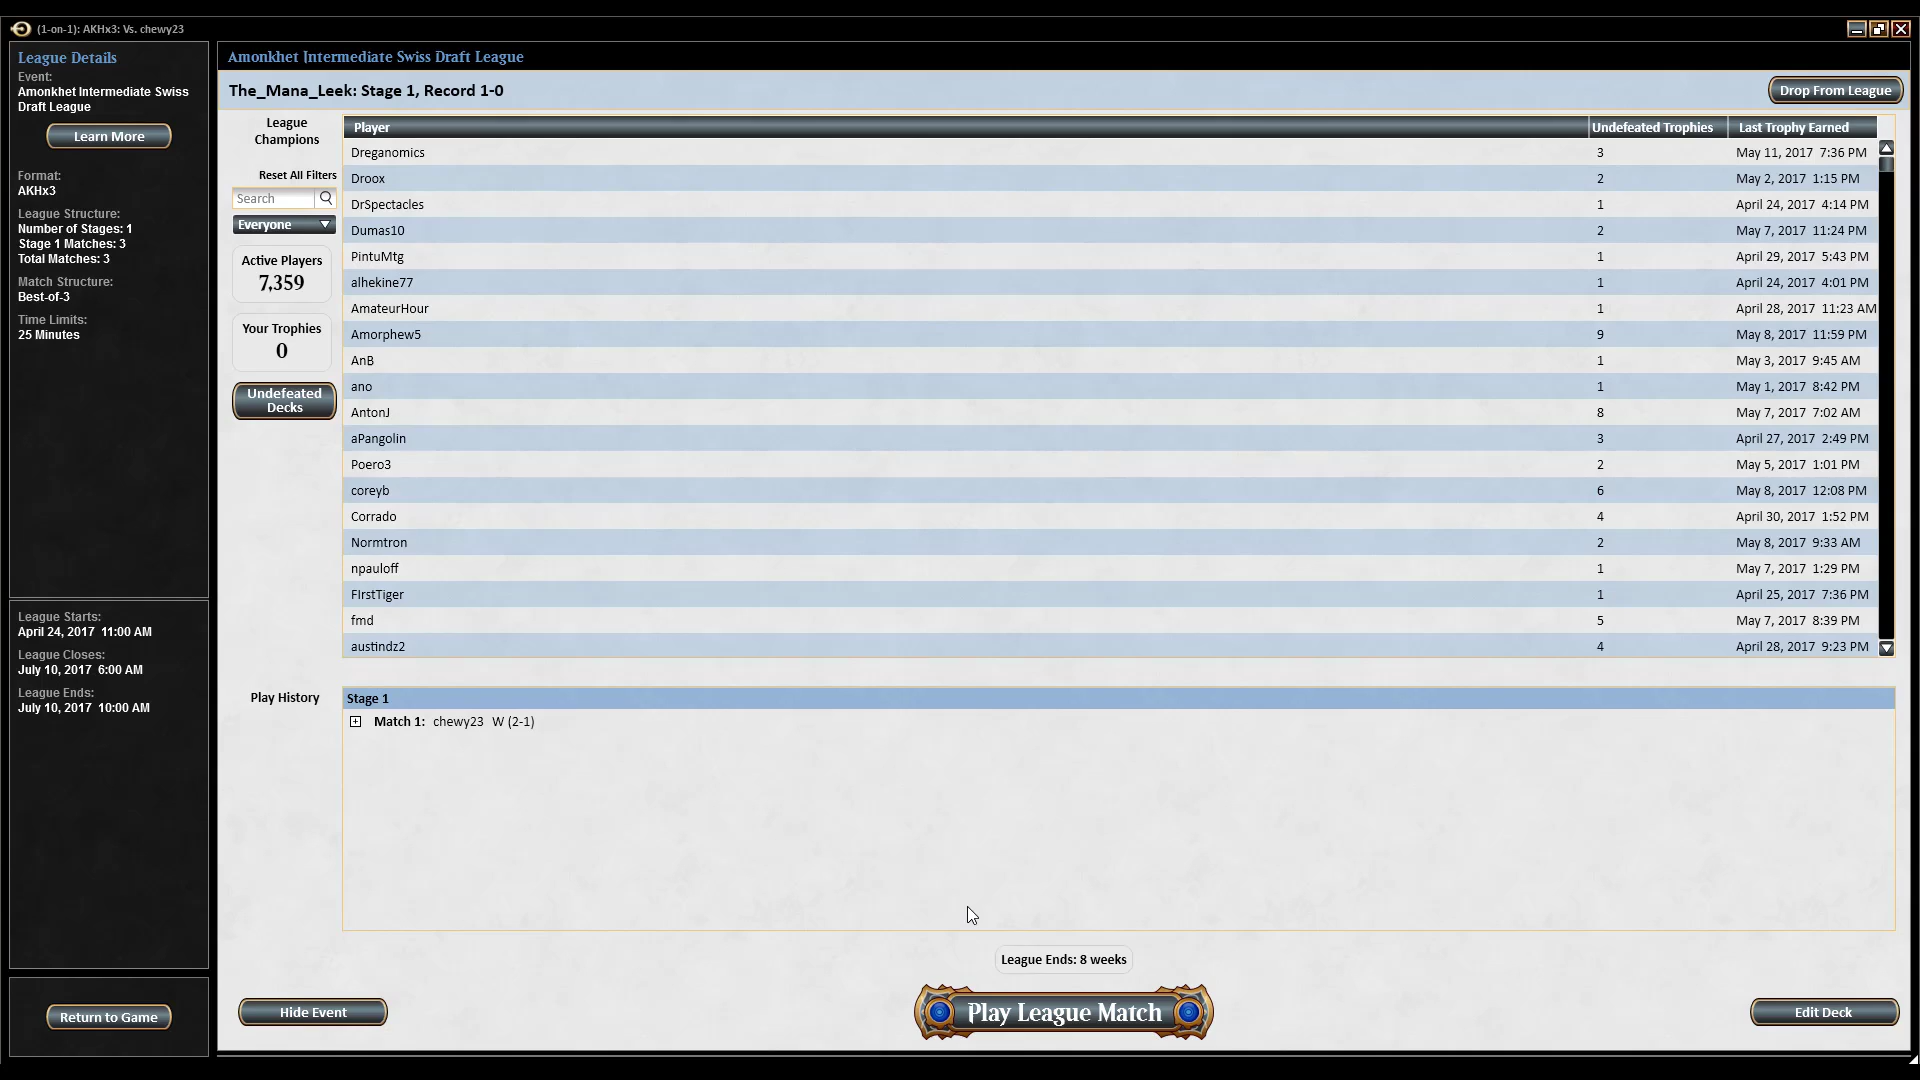 (1-on-1): AKHx3: Vs. chewy23
League Details
Event:
Amonkhet Intermediate Swiss
Draft League
Learn More
Format:
AKHx3
League Structure:
Number of Stages: 1
Stage 1 Matches: 3
Total Matches: 3
Match Structure:
Best-of-3
Time Limits:
25 Minutes
League Starts:
April 24, 2017 11:00 AM
League Closes:
July 10, 2017 6:00 AM
League Ends:
July 10, 2017 10:00 AM
Return to Game
Amonkhet Intermediate Swiss Draft League
The_Mana_Leek: Stage 1, Record 1-0
Drop From League
League
Champions
Reset All Filters
Search
Everyone
Active Players
7,359
Your Trophies
0
Undefeated
Decks
Player Undefeated Trophies Last Trophy Earned
Dreganomics 3 May 11, 2017 7:36 PM
Droox 2 May 2, 2017 1:15 PM
DrSpectacles 1 April 24, 2017 4:14 PM
Dumas10 2 May 7, 2017 11:24 PM
PintuMtg 1 April 29, 2017 5:43 PM
alhekine77 1 April 24, 2017 4:01 PM
AmateurHour 1 April 28, 2017 11:23 AM
Amorphew5 9 May 8, 2017 11:59 PM
AnB 1 May 3, 2017 9:45 AM
ano 1 May 1, 2017 8:42 PM
AntonJ 8 May 7, 2017 7:02 AM
aPangolin 3 April 27, 2017 2:49 PM
Poero3 2 May 5, 2017 1:01 PM
coreyb 6 May 8, 2017 12:08 PM
Corrado 4 April 30, 2017 1:52 PM
Normtron 2 May 8, 2017 9:33 AM
npauloff 1 May 7, 2017 1:29 PM
FIrstTiger 1 April 25, 2017 7:36 PM
fmd 5 May 7, 2017 8:39 PM
austindz2 4 April 28, 2017 9:23 PM
Play History
Stage 1
Match 1: chewy23 W (2-1)
League Ends: 8 weeks
Hide Event
Play League Match
Edit Deck